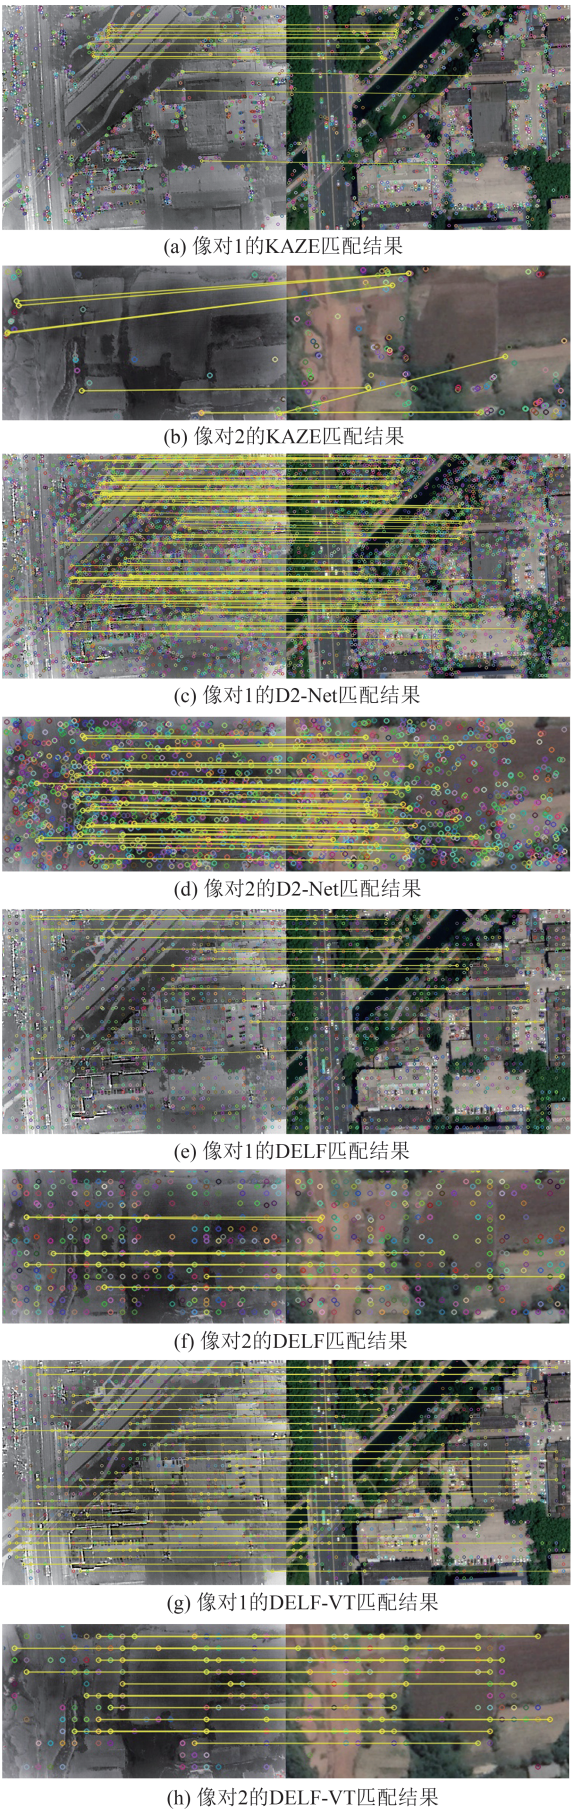 (a) 像对1的KAZE匹配结果
(b) 像对2的KAZE匹配结果
(c) 像对1的D2-Net匹配结果
(d) 像对2的D2-Net匹配结果
(e) 像对1的DELF匹配结果
(f) 像对2的DELF匹配结果
(g) 像对1的DELF-VT匹配结果
(h) 像对2的DELF-VT匹配结果